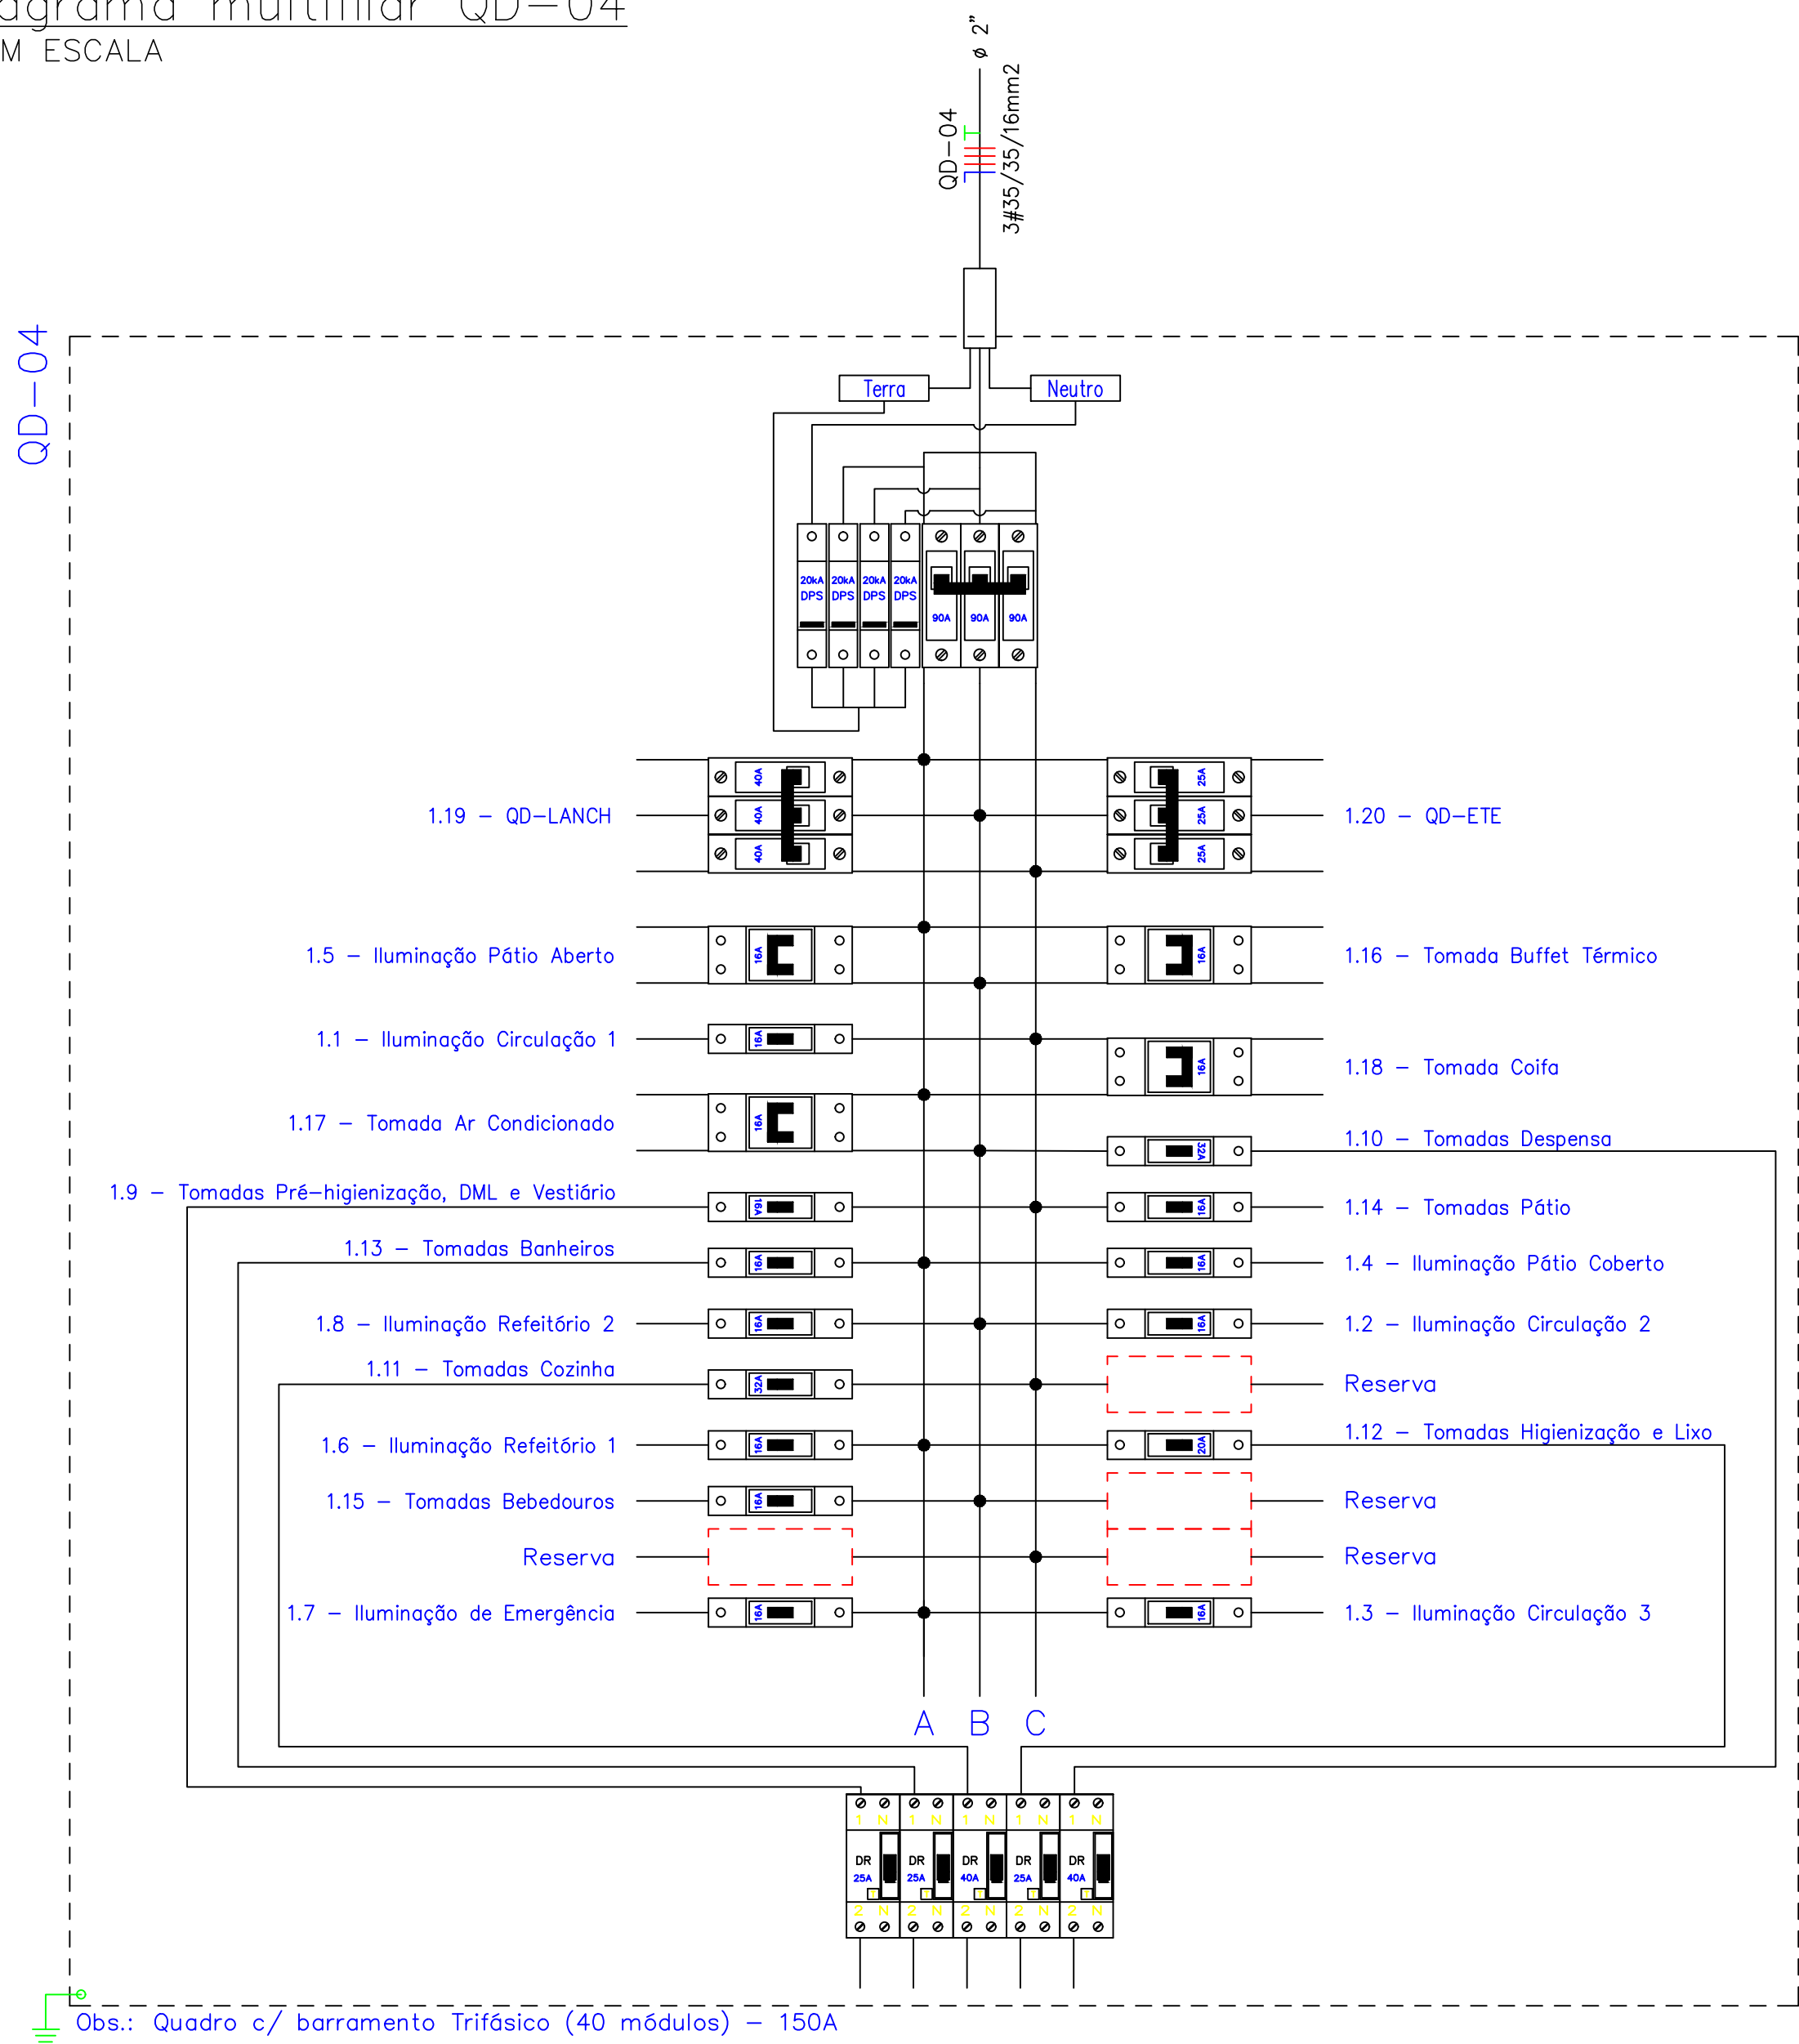 agrama multifilar QD-04
M ESCALA
ø 2"
QD-04
3#35/35/16mm2
QD-04
Terra
Neutro
20kA 20kA 20kA 20kA
DPS DPS DPS DPS
90A 90A 90A
40A 25A
1.19 - QD-LANCH 40A 25A 1.20 - QD-ETE
40A 25A
1.5 - Iluminação Pátio Aberto 16A 16A 1.16 - Tomada Buffet Térmico
1.1 - Iluminação Circulação 1 16A
16A 1.18 - Tomada Coifa
1.17 - Tomada Ar Condicionado 16A
1.10 - Tomadas Despensa 32A
1.9 - Tomadas Pré-higienização, DML e Vestiário 16A 16A 1.14 - Tomadas Pátio
1.13 - Tomadas Banheiros 16A 16A 1.4 - Iluminação Pátio Coberto
1.8 - Iluminação Refeitório 2 16A 16A 1.2 - Iluminação Circulação 2
1.11 - Tomadas Cozinha 32A Reserva
1.6 - Iluminação Refeitório 1 16A 20A 1.12 - Tomadas Higienização e Lixo
1.15 - Tomadas Bebedouros 16A Reserva
Reserva Reserva
1.7 - Iluminação de Emergência 16A 16A 1.3 - Iluminação Circulação 3
A B C
1 N 1 N 1 N 1 N 1 N
DR DR DR DR DR
25A 25A 40A 25A 40A
T T T T T
2 N 2 N 2 N 2 N 2 N
Obs.: Quadro c/ barramento Trifásico (40 módulos) - 150A